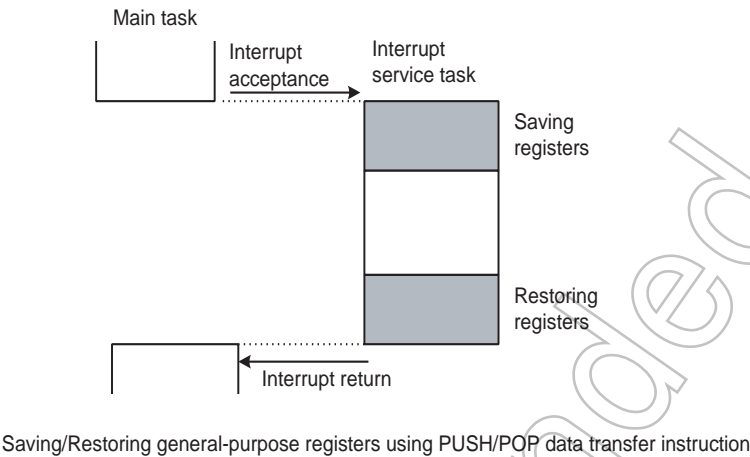 Main task
Interrupt
acceptance
Interrupt
service task
Saving
registers
Restoring
registers
Interrupt return
Saving/Restoring general-purpose registers using PUSH/POP data transfer instruction